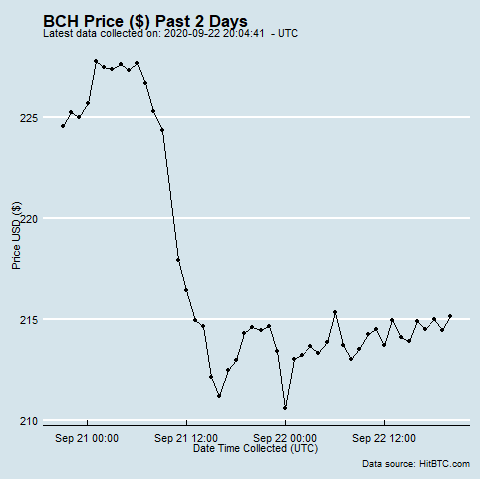 BCH Price ($) Past 2 Days
Latest data collected on: 2020-09-22 20:04:41 - UTC
225
220
215
210
Price USD ($)
Sep 21 00:00 Sep 21 12:00 Sep 22 00:00 Sep 22 12:00
Date Time Collected (UTC)
Data source: HitBTC.com